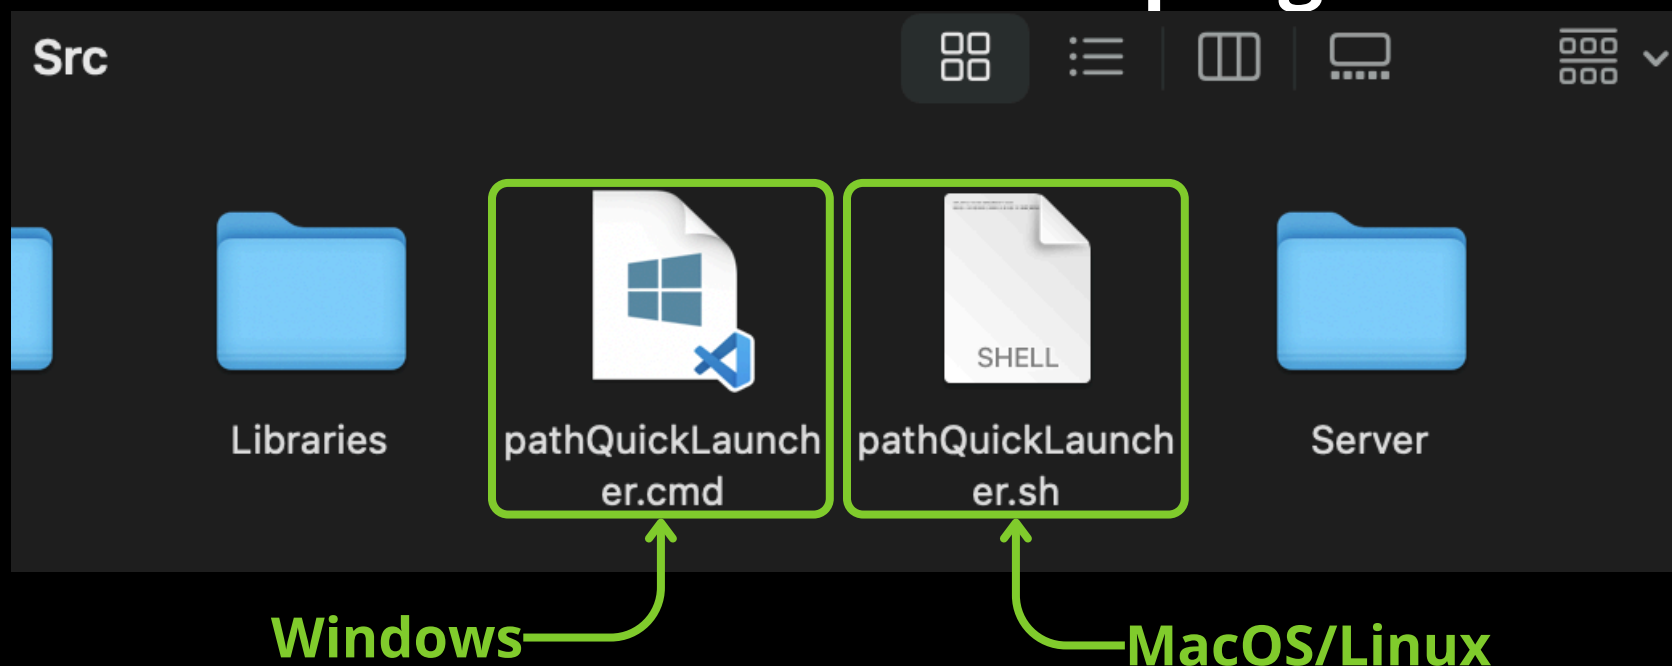 Src
SHELL
Libraries
pathQuickLaunch
er.cmd
pathQuickLaunch
er.sh
Server
Windows
MacOS/Linux